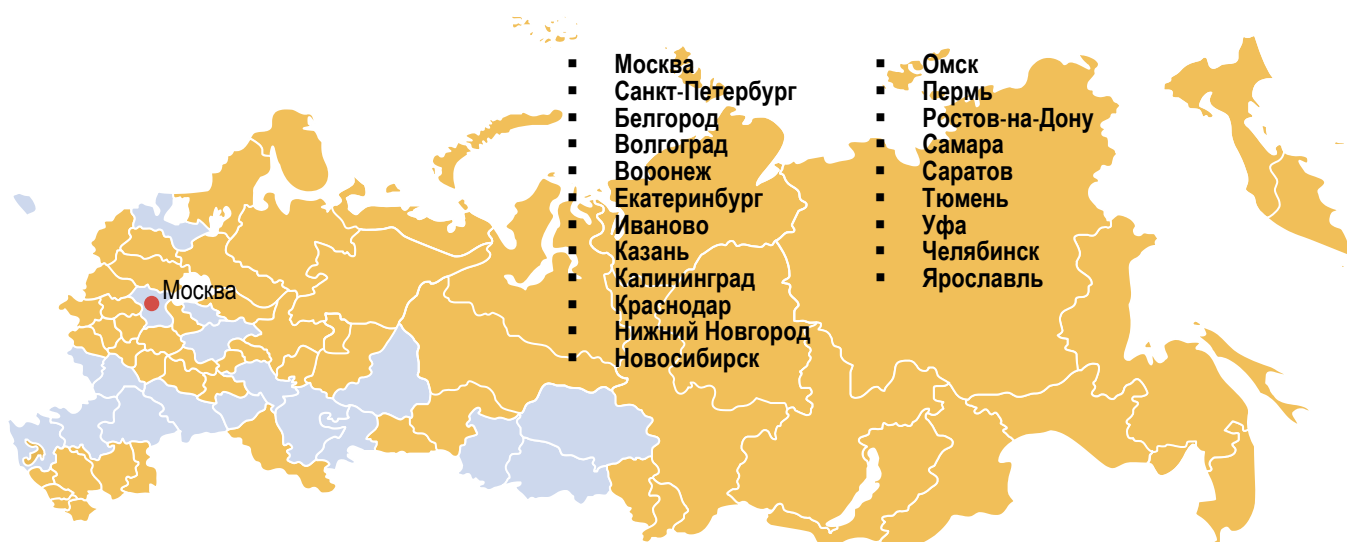 Москва
Санкт-Петербург
Белгород
Волгоград
Воронеж
Екатеринбург
Иваново
Казань
Калининград
Краснодар
Нижний Новгород
Новосибирск
Омск
Пермь
Ростов-на-Дону
Самара
Саратов
Тюмень
Уфа
Челябинск
Ярославль
Москва